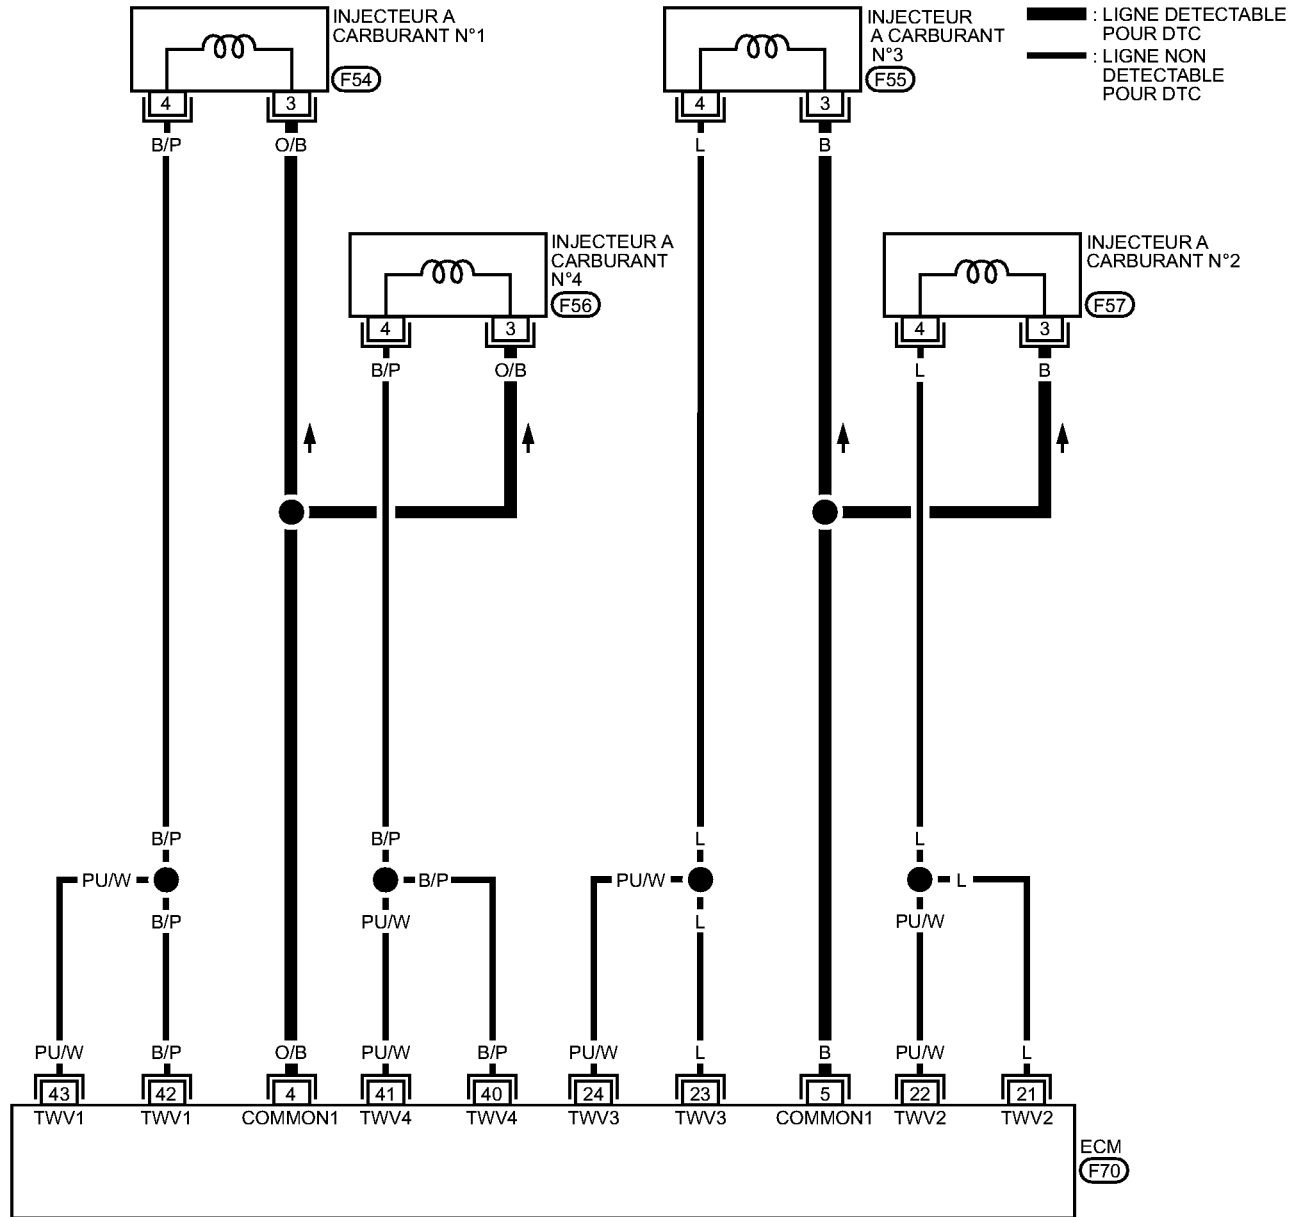 INJECTEUR A
CARBURANT N°1
F54
4
3
B/P
O/B
INJECTEUR
A CARBURANT
N°3
F55
4
3
L
B
: LIGNE DETECTABLE
POUR DTC
: LIGNE NON
DETECTABLE
POUR DTC
INJECTEUR A
CARBURANT
N°4
F56
4
3
B/P
O/B
INJECTEUR A
CARBURANT N°2
F57
4
3
L
B
B/P
B/P
L
L
PU/W
B/P
PU/W
L
B/P
PU/W
L
PU/W
PU/W
B/P
O/B
PU/W
B/P
PU/W
L
B
PU/W
L
43
42
4
41
40
24
23
5
22
21
TWV1
TWV1
COMMON1
TWV4
TWV4
TWV3
TWV3
COMMON1
TWV2
TWV2
ECM
F70